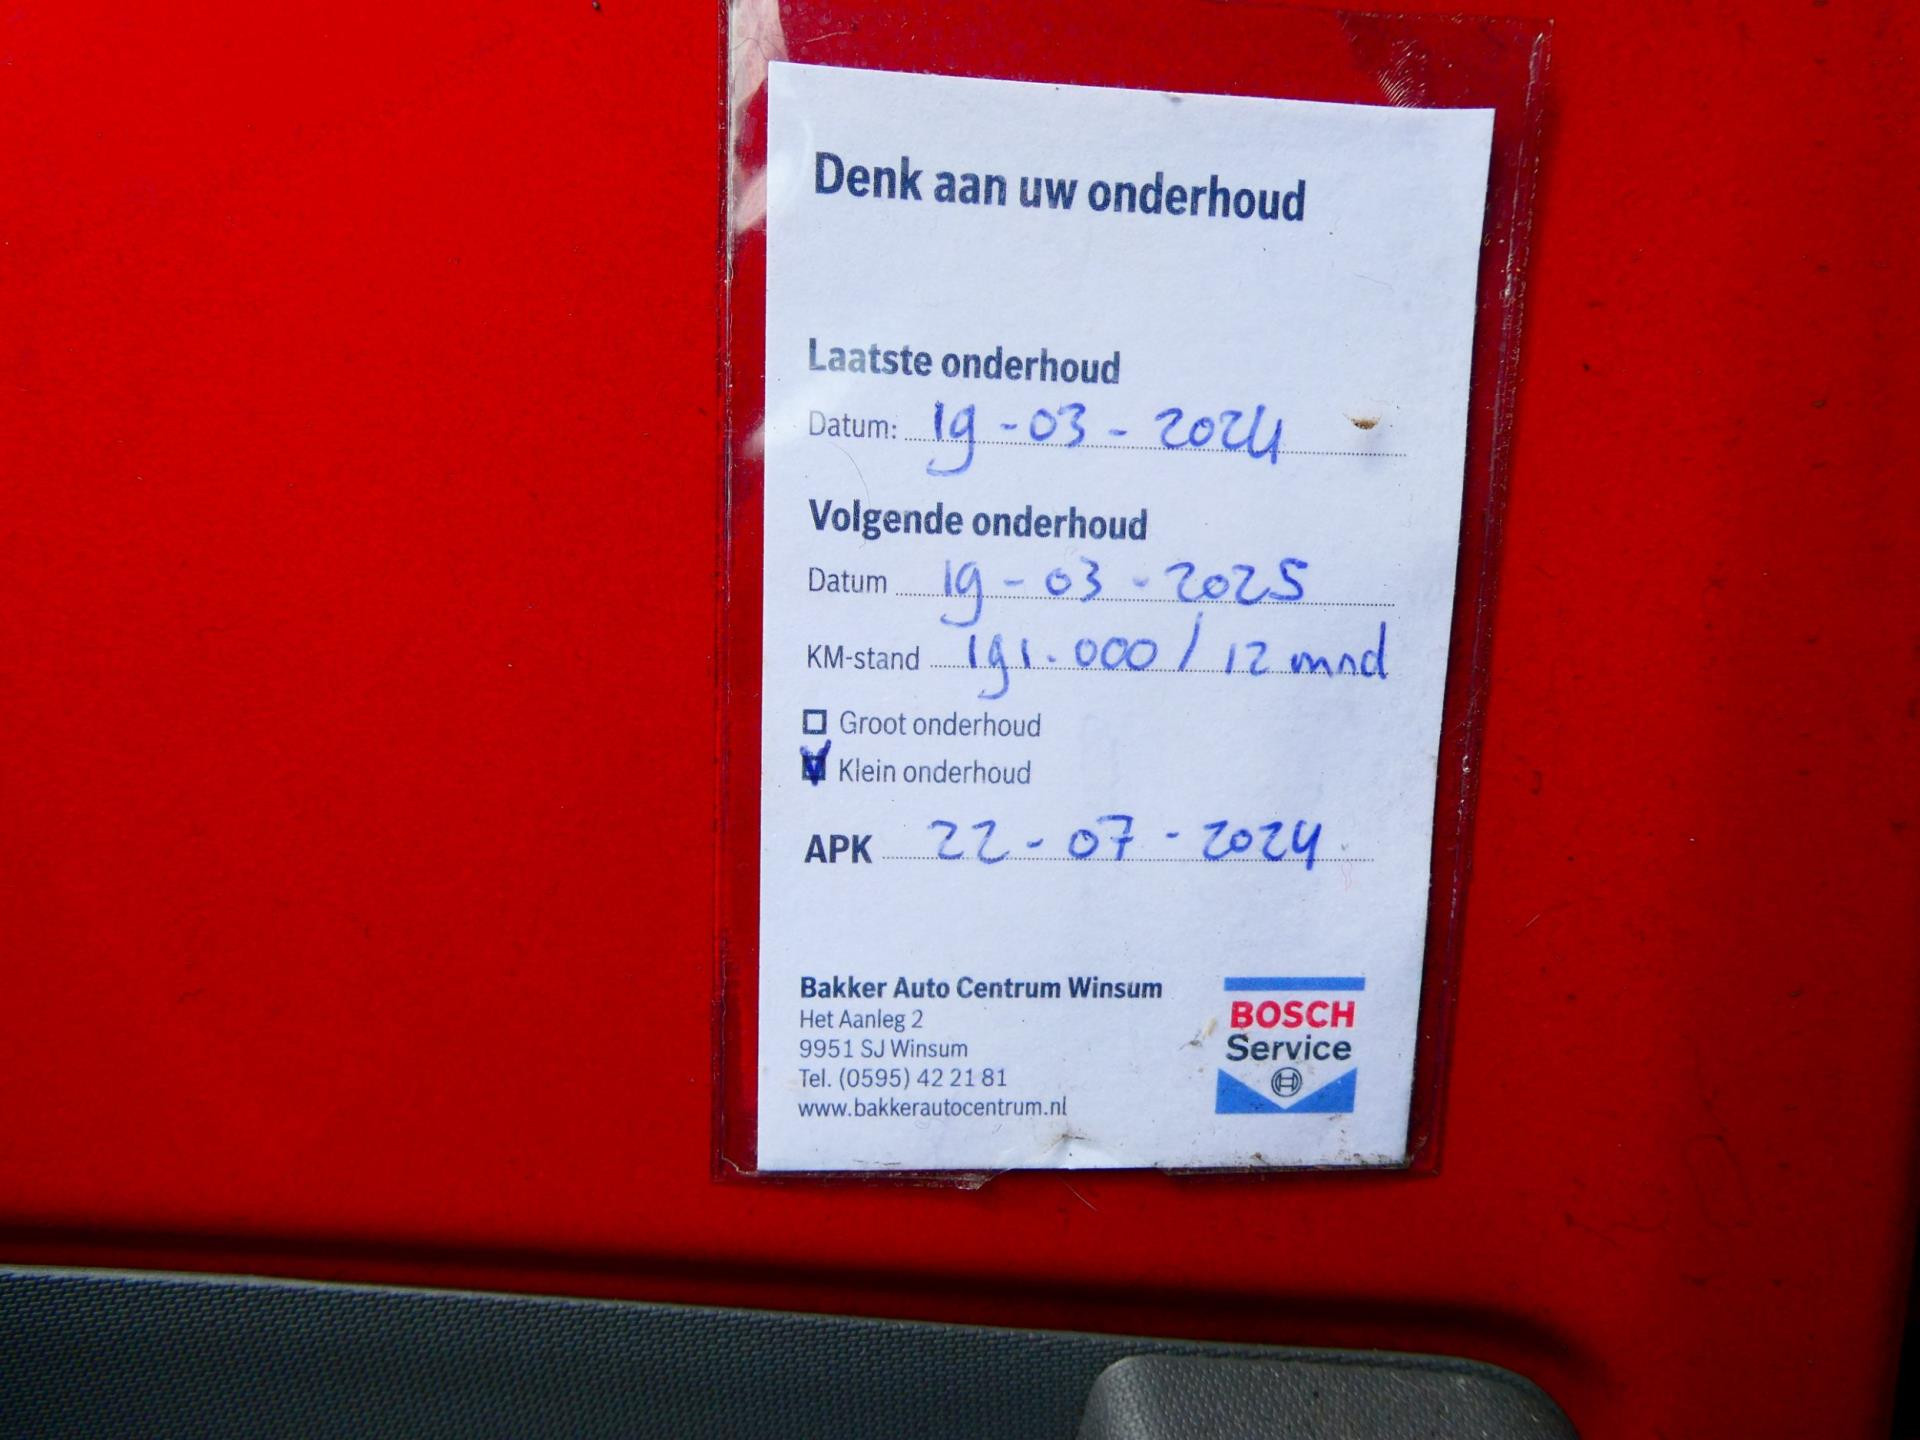 Denk aan uw onderhoud
Laatste onderhoud
Datum: 19-03-2024
Volgende onderhoud
Datum 19-03-2025
KM-stand 191.000 / 12 mnd
Groot onderhoud
Klein onderhoud
APK 22-07-2024
Bakker Auto Centrum Winsum
Het Aanleg 2
9951 SJ Winsum
Tel. (0595) 42 21 81
www.bakkerautocentrum.nl
BOSCH
Service